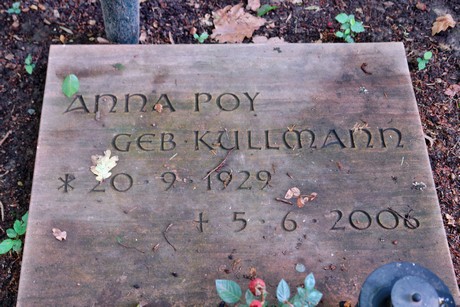 ANNA POY
GEB KULLMANN
* 20 · 9 · 1929
+ 5 · 6 · 2006